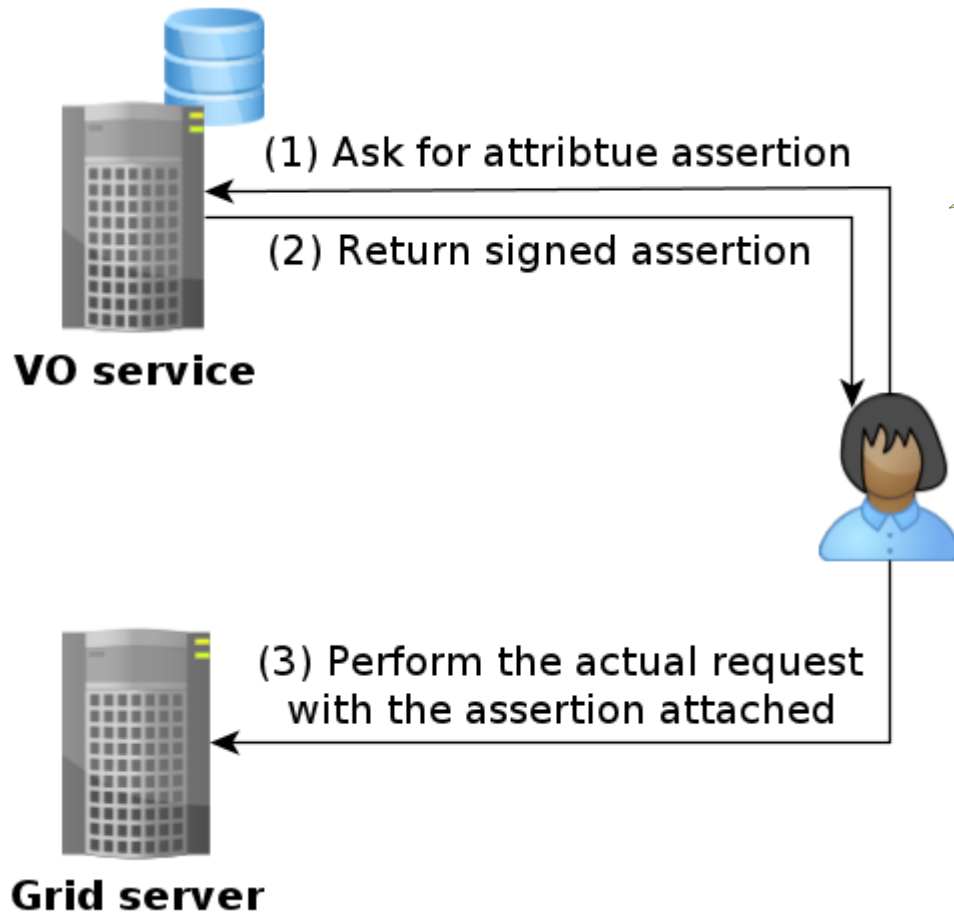 (1) Ask for attribtue assertion
(2) Return signed assertion
VO service
(3) Perform the actual request
with the assertion attached
Grid server